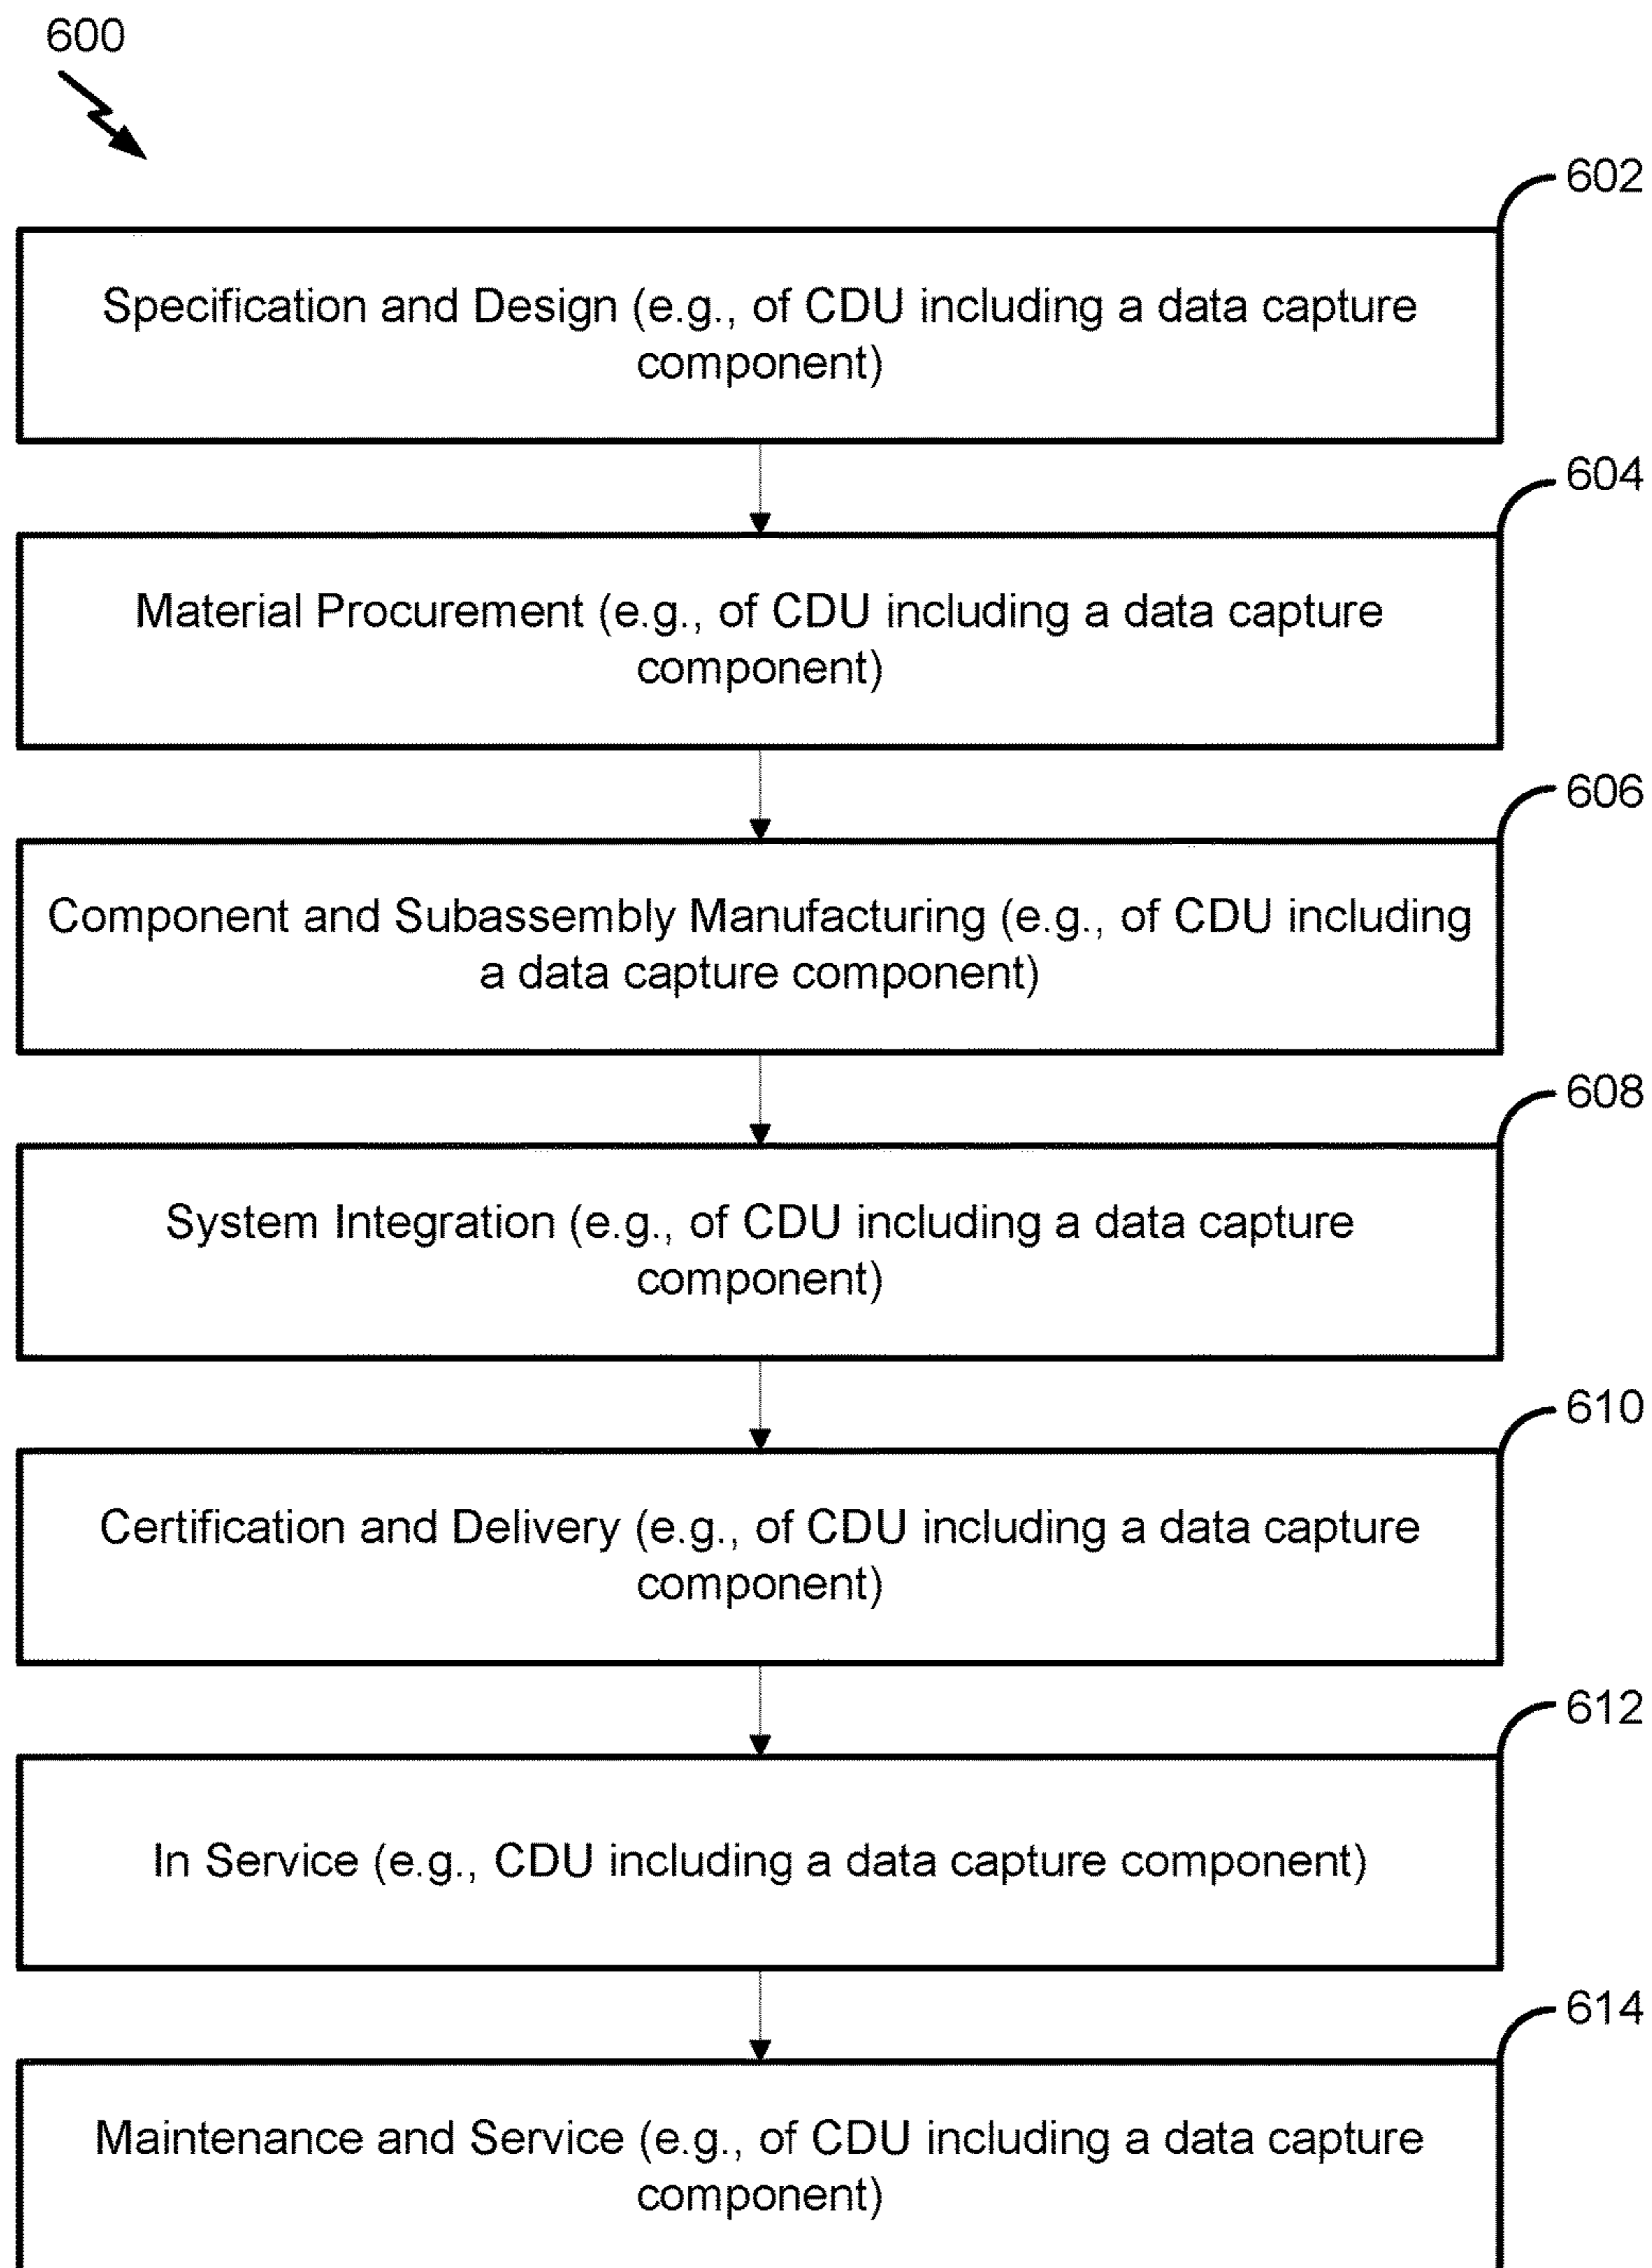 600
602
Specification and Design (e.g., of CDU including a data capture
component)
604
Material Procurement (e.g., of CDU including a data capture
component)
606
Component and Subassembly Manufacturing (e.g., of CDU including
a data capture component)
608
System Integration (e.g., of CDU including a data capture
component)
610
Certification and Delivery (e.g., of CDU including a data capture
component)
612
In Service (e.g., CDU including a data capture component)
614
Maintenance and Service (e.g., of CDU including a data capture
component)